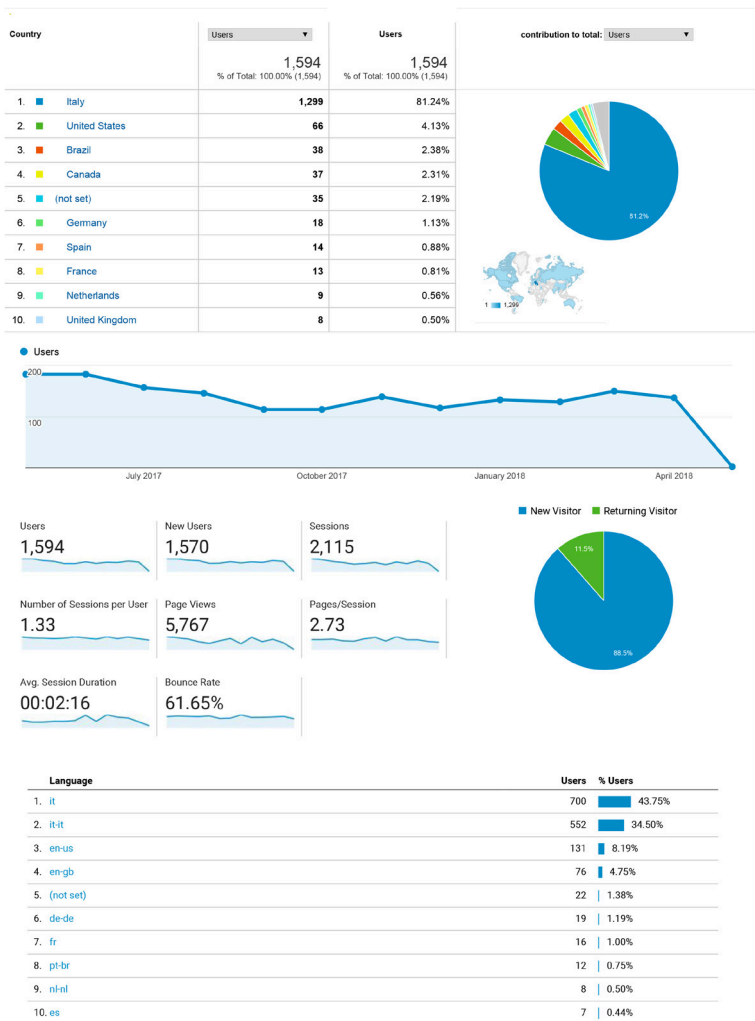 Country Users Users contribution to total: Users
1,594 1,594
% of Total: 100.00% (1,594) % of Total: 100.00% (1,594)
1. Italy 1,299 81.24%
2. United States 66 4.13%
3. Brazil 38 2.38%
4. Canada 37 2.31%
5. (not set) 35 2.19%
6. Germany 18 1.13%
7. Spain 14 0.88%
8. France 13 0.81%
9. Netherlands 9 0.56%
10. United Kingdom 8 0.50%
81.2%
1 1,299
Users
200
100
July 2017 October 2017 January 2018 April 2018
New Visitor Returning Visitor
11.5%
88.5%
Users New Users Sessions
1,594 1,570 2,115
Number of Sessions per User Page Views Pages/Session
1.33 5,767 2.73
Avg. Session Duration Bounce Rate
00:02:16 61.65%
Language Users % Users
1. it 700 43.75%
2. it-it 552 34.50%
3. en-us 131 8.19%
4. en-gb 76 4.75%
5. (not set) 22 1.38%
6. de-de 19 1.19%
7. fr 16 1.00%
8. pt-br 12 0.75%
9. nl-nl 8 0.50%
10. es 7 0.44%